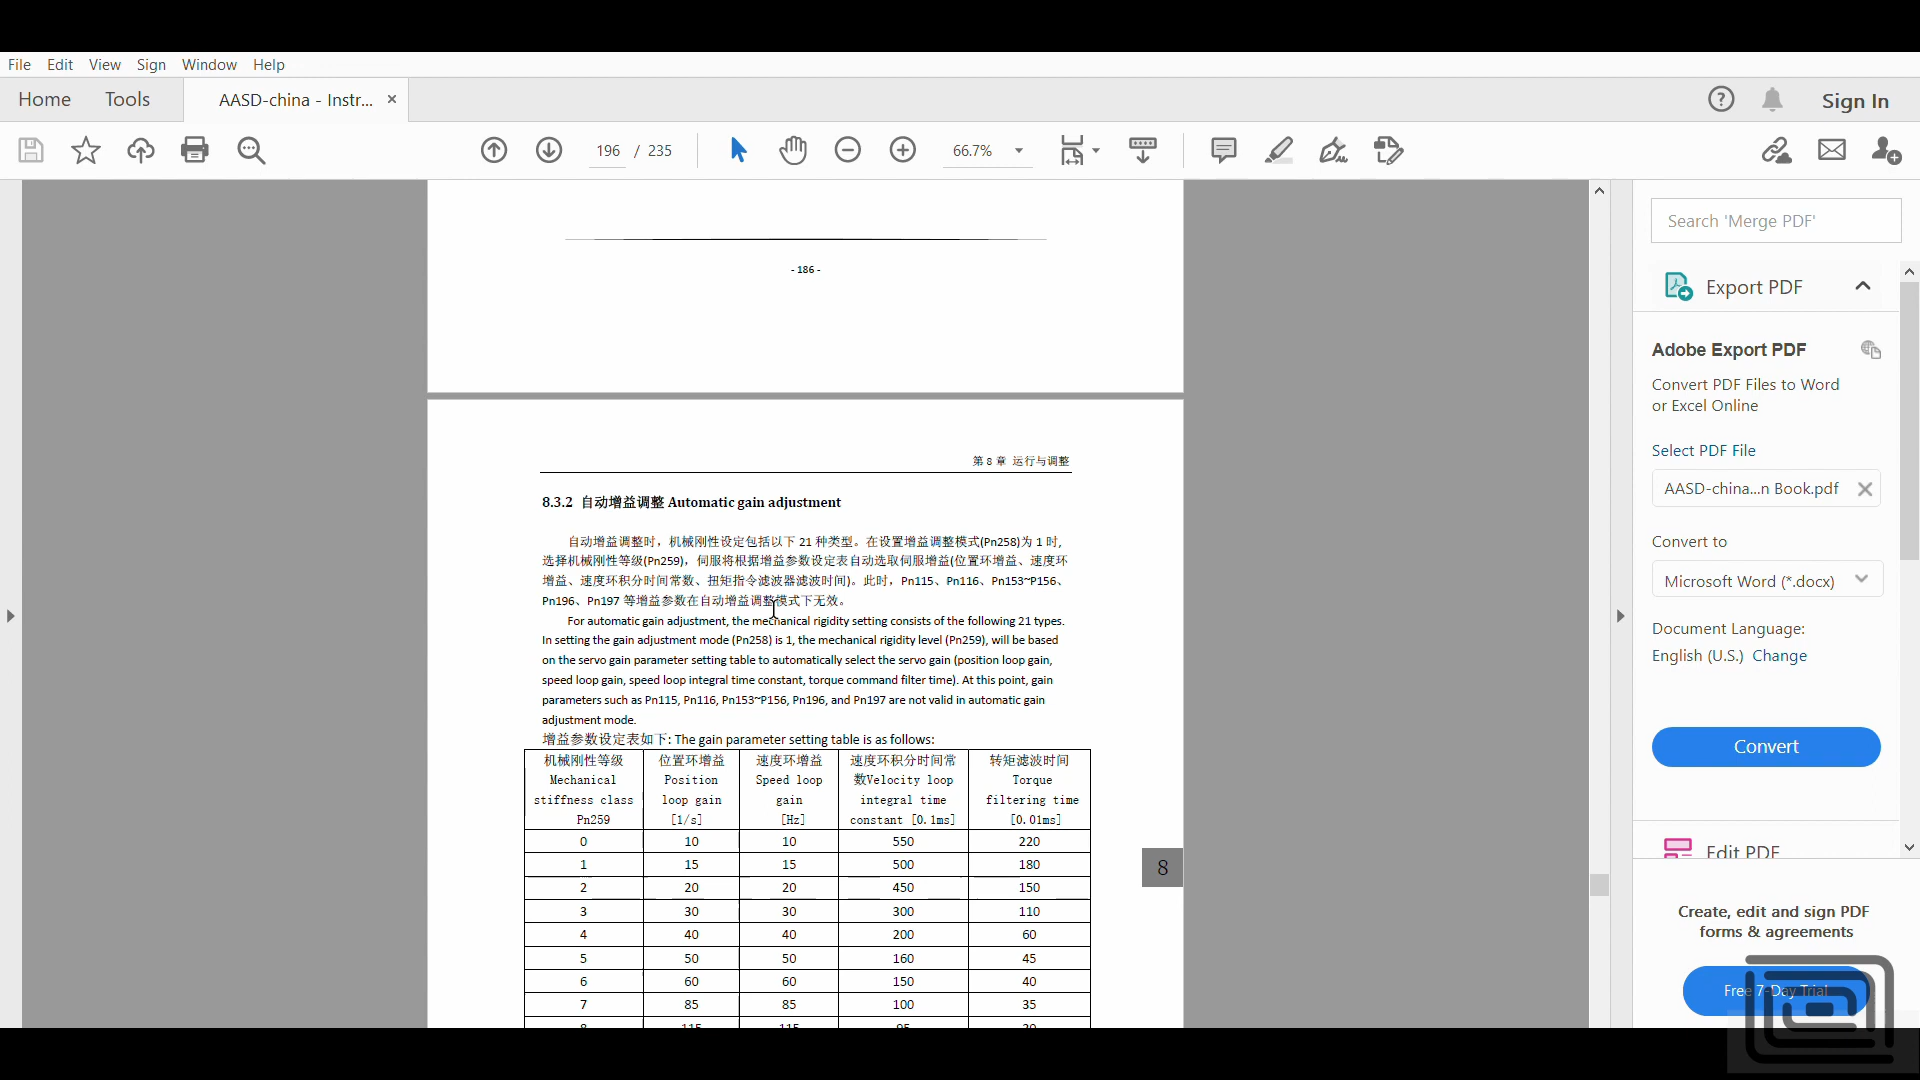 File Edit View Sign Window Help
Home Tools AASD-china - Instr... × Sign In
196 / 235 66.7%
- 186 -
第 8 章 运行与调整
8.3.2 自动增益调整 Automatic gain adjustment
自动增益调整时，机械刚性设定包括以下 21 种类型。在设置增益调整模式(Pn258)为 1 时,
选择机械刚性等级(Pn259)，伺服将根据增益参数设定表自动选取伺服增益(位置环增益、速度环
增益、速度环积分时间常数、扭矩指令滤波器滤波时间)。此时，Pn115、Pn116、Pn153~P156、
Pn196、Pn197 等增益参数在自动增益调整模式下无效。
For automatic gain adjustment, the mechanical rigidity setting consists of the following 21 types.
In setting the gain adjustment mode (Pn258) is 1, the mechanical rigidity level (Pn259), will be based
on the servo gain parameter setting table to automatically select the servo gain (position loop gain,
speed loop gain, speed loop integral time constant, torque command filter time). At this point, gain
parameters such as Pn115, Pn116, Pn153~P156, Pn196, and Pn197 are not valid in automatic gain
adjustment mode.
增益参数设定表如下: The gain parameter setting table is as follows:
机械刚性等级 位置环增益 速度环增益 速度环积分时间常 转矩滤波时间
Mechanical Position Speed loop 数Velocity loop Torque
stiffness class loop gain gain integral time filtering time
Pn259 [1/s] [Hz] constant [0.1ms] [0.01ms]
0 10 10 550 220
1 15 15 500 180
2 20 20 450 150
3 30 30 300 110
4 40 40 200 60
5 50 50 160 45
6 60 60 150 40
7 85 85 100 35
8
Search 'Merge PDF'
Export PDF
Adobe Export PDF
Convert PDF Files to Word
or Excel Online
Select PDF File
AASD-china...n Book.pdf
Convert to
Microsoft Word (*.docx)
Document Language:
English (U.S.) Change
Convert
Edit PDF
Create, edit and sign PDF
forms & agreements
Free 7-Day Trial